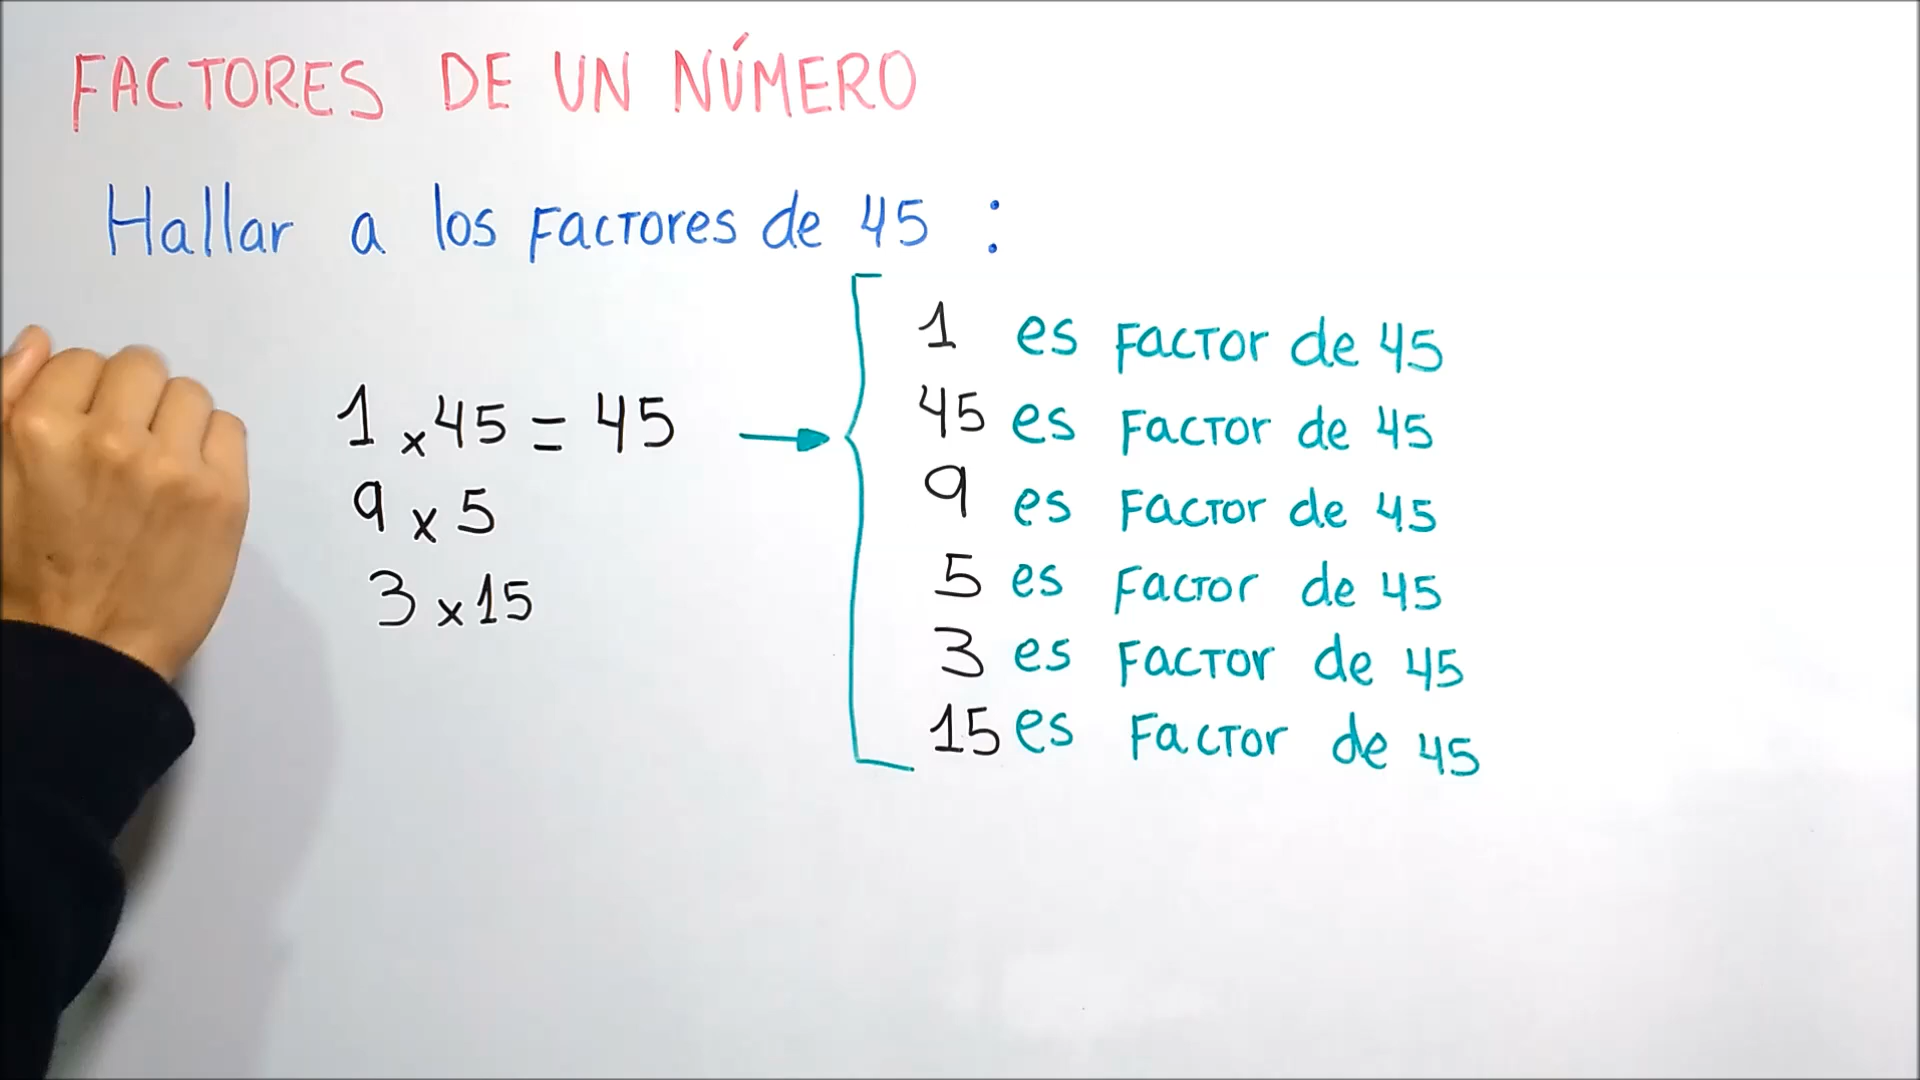 FACTORES DE UN NÚMERO
Hallar a los Factores de 45 :
1 x 45 = 45
9 x 5
3 x 15
1 es Factor de 45
45 es Factor de 45
9 es Factor de 45
5 es Factor de 45
3 es Factor de 45
15 es Factor de 45